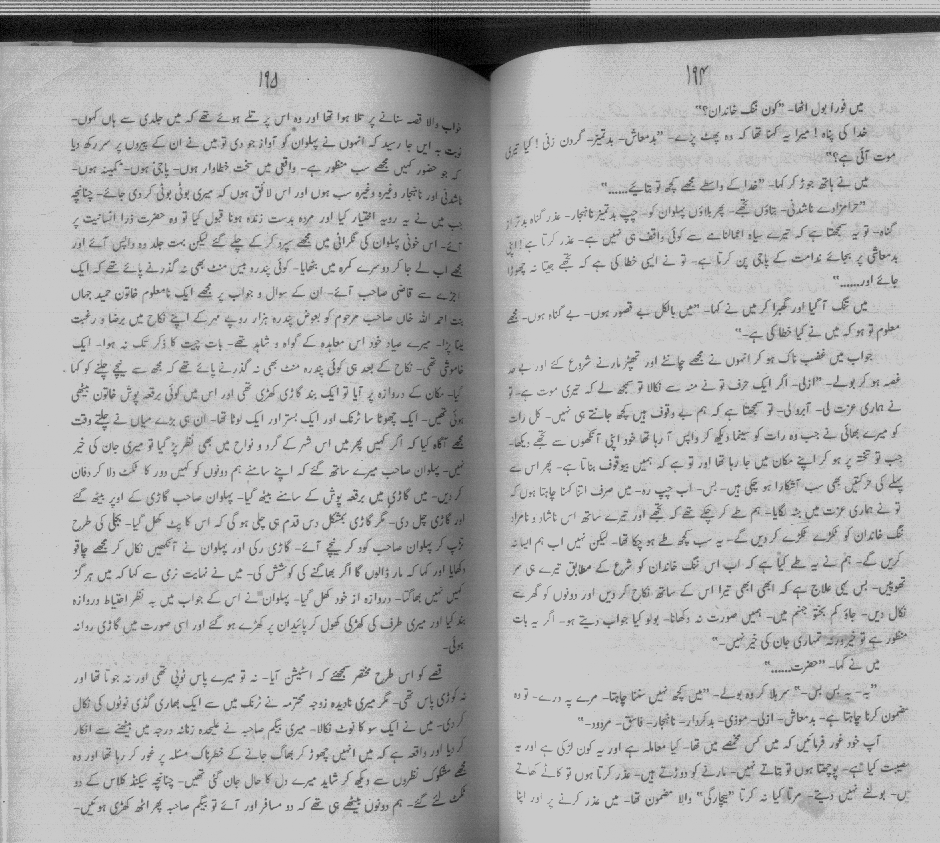 ۱۹۴
میں فوراً بول اٹھا۔ "کون ننگ خاندان؟"
خدا کی پناہ! میرا یہ کہنا تھا کہ وہ پھٹ پڑے۔ "بدمعاش۔ بدتمیز۔ گردن زنی! کیا تیری
موت آئی ہے؟"
میں نے ہاتھ جوڑ کر کہا۔ "خدا کے واسطے مجھے کچھ تو بتایئے......"
"حرامزادے ناشدنی۔ بتاؤں تجھے۔ پھر بلاؤں پہلوان کو۔ چپ بدتمیز ناہنجار۔ عذر گناہ بدتر از
گناہ۔ تو یہ سمجھتا ہے کہ تیرے سیاہ اعمالنامے سے کوئی واقف ہی نہیں ہے۔ عذر کرتا ہے! اپنی
بدمعاشی پر بجائے ندامت کے پاجی پن کرتا ہے۔ تو نے ایسی خطا کی ہے کہ تجھے جیتا نہ چھوڑا
جائے اور......"
میں تنگ آ گیا اور گھبرا کر میں نے کہا۔ "میں بالکل بے قصور ہوں۔ بے گناہ ہوں۔ مجھے
معلوم تو ہو کہ میں نے کیا خطا کی ہے۔"
جواب میں غضب ناک ہو کر انہوں نے مجھے چانٹے اور تھپڑ مارنے شروع کئے اور بے حد
غصہ ہو کر بولے۔ "ازلی۔ اگر ایک حرف تو نے منہ سے نکالا تو سمجھ لے کہ تیری موت ہے۔ تو
نے ہماری عزت لی۔ آبرو لی۔ تو سمجھتا ہے کہ ہم بے وقوف ہیں کچھ جانتے ہی نہیں۔ کل رات
کو میرے بھائی نے جب وہ رات کو سینما دیکھ کر واپس آ رہا تھا خود اپنی آنکھوں سے تجھے دیکھا۔
جب تو تختہ پر ہو کر اپنے مکان میں جا رہا تھا اور تو ہے کہ ہمیں بیوقوف بناتا ہے۔ پھر اس سے
پہلے کی حرکتیں بھی سب آشکارا ہو چکی ہیں۔ بس۔ اب چپ رہ۔ میں صرف اتنا کہنا چاہتا ہوں کہ
تو نے ہماری عزت میں بٹہ لگایا۔ ہم طے کر چکے تھے کہ تجھے اور تیرے ساتھ اس ناشاد و نامراد
ننگ خاندان کو ٹکڑے ٹکڑے کر دیں گے۔ یہ سب کچھ طے ہو چکا تھا۔ لیکن نہیں اب ہم ایسا نہ
کریں گے۔ ہم نے یہ طے کیا ہے کہ اب اس ننگ خاندان کو شرع کے مطابق تیرے ہی سر
تھوپیں۔ بس یہی علاج ہے کہ ابھی ابھی تیرا اس کے ساتھ نکاح کر دیں اور دونوں کو گھر سے
نکال دیں۔ جاؤ کم بختو جہنم میں۔ ہمیں صورت نہ دکھانا۔ بولو کیا جواب دیتے ہو۔ اگر یہ بات
منظور ہے تو خیر ورنہ تمہاری جان کی خیر نہیں۔"
میں نے کہا۔ "حضرت......"
"یہ۔ یہ بس بس۔" سر ہلا کر وہ بولے۔ "میں کچھ نہیں سننا چاہتا۔ مرے پہ درے۔ تو وہ
مضمون کرنا چاہتا ہے۔ بدمعاش۔ ازلی۔ موذی۔ بدکردار۔ ناہنجار۔ فاسق۔ مردود۔"
آپ خود غور فرمائیں کہ میں کس مخمصے میں تھا۔ کیا معاملہ ہے اور یہ کون لڑکی ہے اور یہ
مصیبت کیا ہے۔ پوچھتا ہوں تو بتاتے نہیں۔ مارنے کو دوڑتے ہیں۔ عذر کرتا ہوں تو کاٹے کھاتے
ہیں۔ بولنے نہیں دیتے۔ مرتا کیا نہ کرتا "بیچارگی" والا مضمون تھا۔ میں عذر کرنے پر اور اپنا
۱۹۵
خواب والا قصہ سنانے پر تلا ہوا تھا اور وہ اس پر تلے ہوئے تھے کہ میں جلدی سے ہاں کہوں۔
نوبت بہ ایں جا رسید کہ انہوں نے پہلوان کو آواز جو دی تو میں نے ان کے پیروں پر سر رکھ دیا
کہ جو حضور کہیں مجھے سب منظور ہے۔ واقعی میں سخت خطاوار ہوں۔ پاجی ہوں۔ کمینہ ہوں۔
ناشدنی اور ناہنجار وغیرہ وغیرہ سب ہوں اور اس لائق ہوں کہ میری بوٹی بوٹی کر دی جائے۔ چنانچہ
جب میں نے یہ رویہ اختیار کیا اور مردہ بدست زندہ ہونا قبول کیا تو وہ حضرت ذرا انسانیت پر
آئے۔ اس خونی پہلوان کی نگرانی میں مجھے سپرد کر کے چلے گئے لیکن بہت جلد وہ واپس آئے اور
مجھے اب لے جا کر دوسرے کمرہ میں بٹھایا۔ کوئی پندرہ بیس منٹ بھی نہ گذرنے پائے تھے کہ ایک
اجڑے سے قاضی صاحب آئے۔ ان کے سوال و جواب پر مجھے ایک نامعلوم خاتون حمید جہاں
بنت احمد اللہ خاں صاحب مرحوم کو بعوض پندرہ ہزار روپے مہر کے اپنے نکاح میں برضا و رغبت
لینا پڑا۔ میرے صیاد خود اس معاہدہ کے گواہ و شاہد تھے۔ بات چیت کا ذکر تک نہ ہوا۔ ایک
خاموشی تھی۔ نکاح کے بعد ہی کوئی پندرہ منٹ بھی نہ گذرنے پائے تھے کہ مجھ سے نیچے چلنے کو کہا
گیا۔ مکان کے دروازہ پر آیا تو ایک بند گاڑی کھڑی تھی اور اس میں کوئی برقعہ پوش خاتون بیٹھی
ہوئی تھیں۔ ایک چھوٹا سا ٹرنک اور ایک بستر اور ایک لوٹا تھا۔ ان ہی بڑے میاں نے چلتے وقت
مجھے آگاہ کیا کہ اگر کہیں پھر میں اس شہر کے گرد و نواح میں بھی نظر پڑ گیا تو میری جان کی خیر
نہیں۔ پہلوان صاحب میرے ساتھ گئے کہ اپنے سامنے ہم دونوں کو کہیں دور کا ٹکٹ دلا کر دفان
کر دیں۔ میں گاڑی میں برقعہ پوش کے سامنے بیٹھ گیا۔ پہلوان صاحب گاڑی کے اوپر بیٹھ گئے
اور گاڑی چل دی۔ مگر گاڑی بمشکل دس قدم ہی چلی ہو گی کہ اس کا پٹ کھل گیا۔ بجلی کی طرح
تڑپ کر پہلوان صاحب کود کر نیچے آئے۔ گاڑی رکی اور پہلوان نے آنکھیں نکال کر مجھے چاقو
دکھایا اور کہا کہ مار ڈالوں گا اگر بھاگنے کی کوشش کی۔ میں نے نہایت نرمی سے کہا کہ میں ہرگز
کہیں نہیں بھاگتا۔ دروازہ از خود کھل گیا۔ پہلوان نے اس کے جواب میں بہ نظر احتیاط دروازہ
بند کیا اور میری طرف کی کھڑکی کھول کر پائیدان پر کھڑے ہو گئے اور اسی صورت میں گاڑی روانہ
ہوئی۔
قصے کو اس طرح مختصر سمجھئے کہ اسٹیشن آیا۔ نہ تو میرے پاس ٹوپی تھی اور نہ جوتا تھا اور
نہ کوڑی پاس تھی۔ مگر میری نادیدہ زوجہ محترمہ نے ٹرنک میں سے ایک بھاری گڈی نوٹوں کی نکال
کر دی۔ میں نے ایک سو کا نوٹ نکالا۔ میری بیگم صاحبہ نے علیحدہ زنانہ درجہ میں بیٹھنے سے انکار
کر دیا اور واقعہ ہے کہ میں انہیں چھوڑ کر بھاگ جانے کے خطرناک مسئلہ پر غور کر رہا تھا اور وہ
مجھے مشکوک نظروں سے دیکھ کر شاید میرے دل کا حال جان گئی تھیں۔ چنانچہ سیکنڈ کلاس کے دو
ٹکٹ لئے گئے۔ ہم دونوں بیٹھے ہی تھے کہ دو مسافر اور آئے تو بیگم صاحبہ پھر اٹھ کھڑی ہوئیں۔